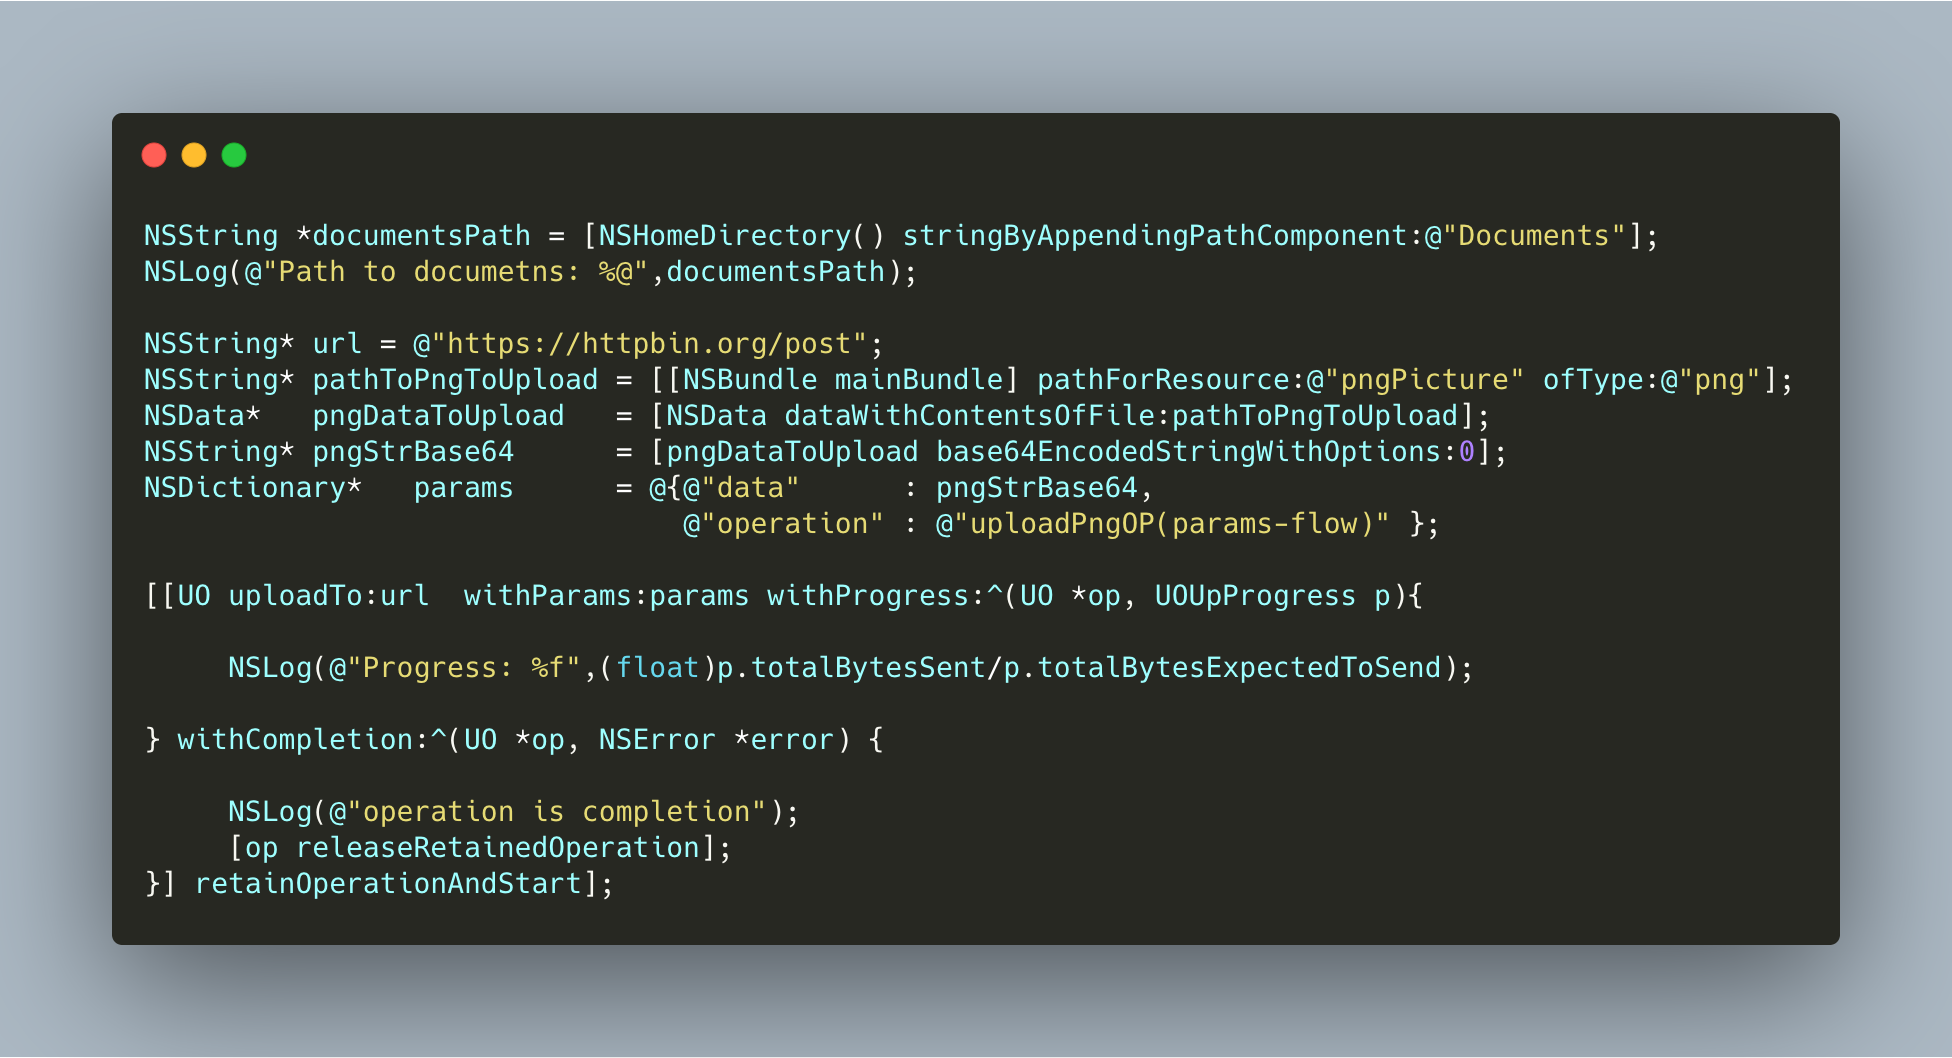 NSString *documentsPath = [NSHomeDirectory() stringByAppendingPathComponent:@"Documents"];
NSLog(@"Path to documetns: %@",documentsPath);
NSString* url = @"https://httpbin.org/post";
NSString* pathToPngToUpload = [[NSBundle mainBundle] pathForResource:@"pngPicture" ofType:@"png"];
NSData*   pngDataToUpload   = [NSData dataWithContentsOfFile:pathToPngToUpload];
NSString* pngStrBase64      = [pngDataToUpload base64EncodedStringWithOptions:0];
NSDictionary*   params      = @{@"data"      : pngStrBase64,
                                @"operation" : @"uploadPngOP(params-flow)" };
[[UO uploadTo:url  withParams:params withProgress:^(UO *op, UOUpProgress p){
     NSLog(@"Progress: %f",(float)p.totalBytesSent/p.totalBytesExpectedToSend);
} withCompletion:^(UO *op, NSError *error) {
     NSLog(@"operation is completion");
     [op releaseRetainedOperation];
}] retainOperationAndStart];